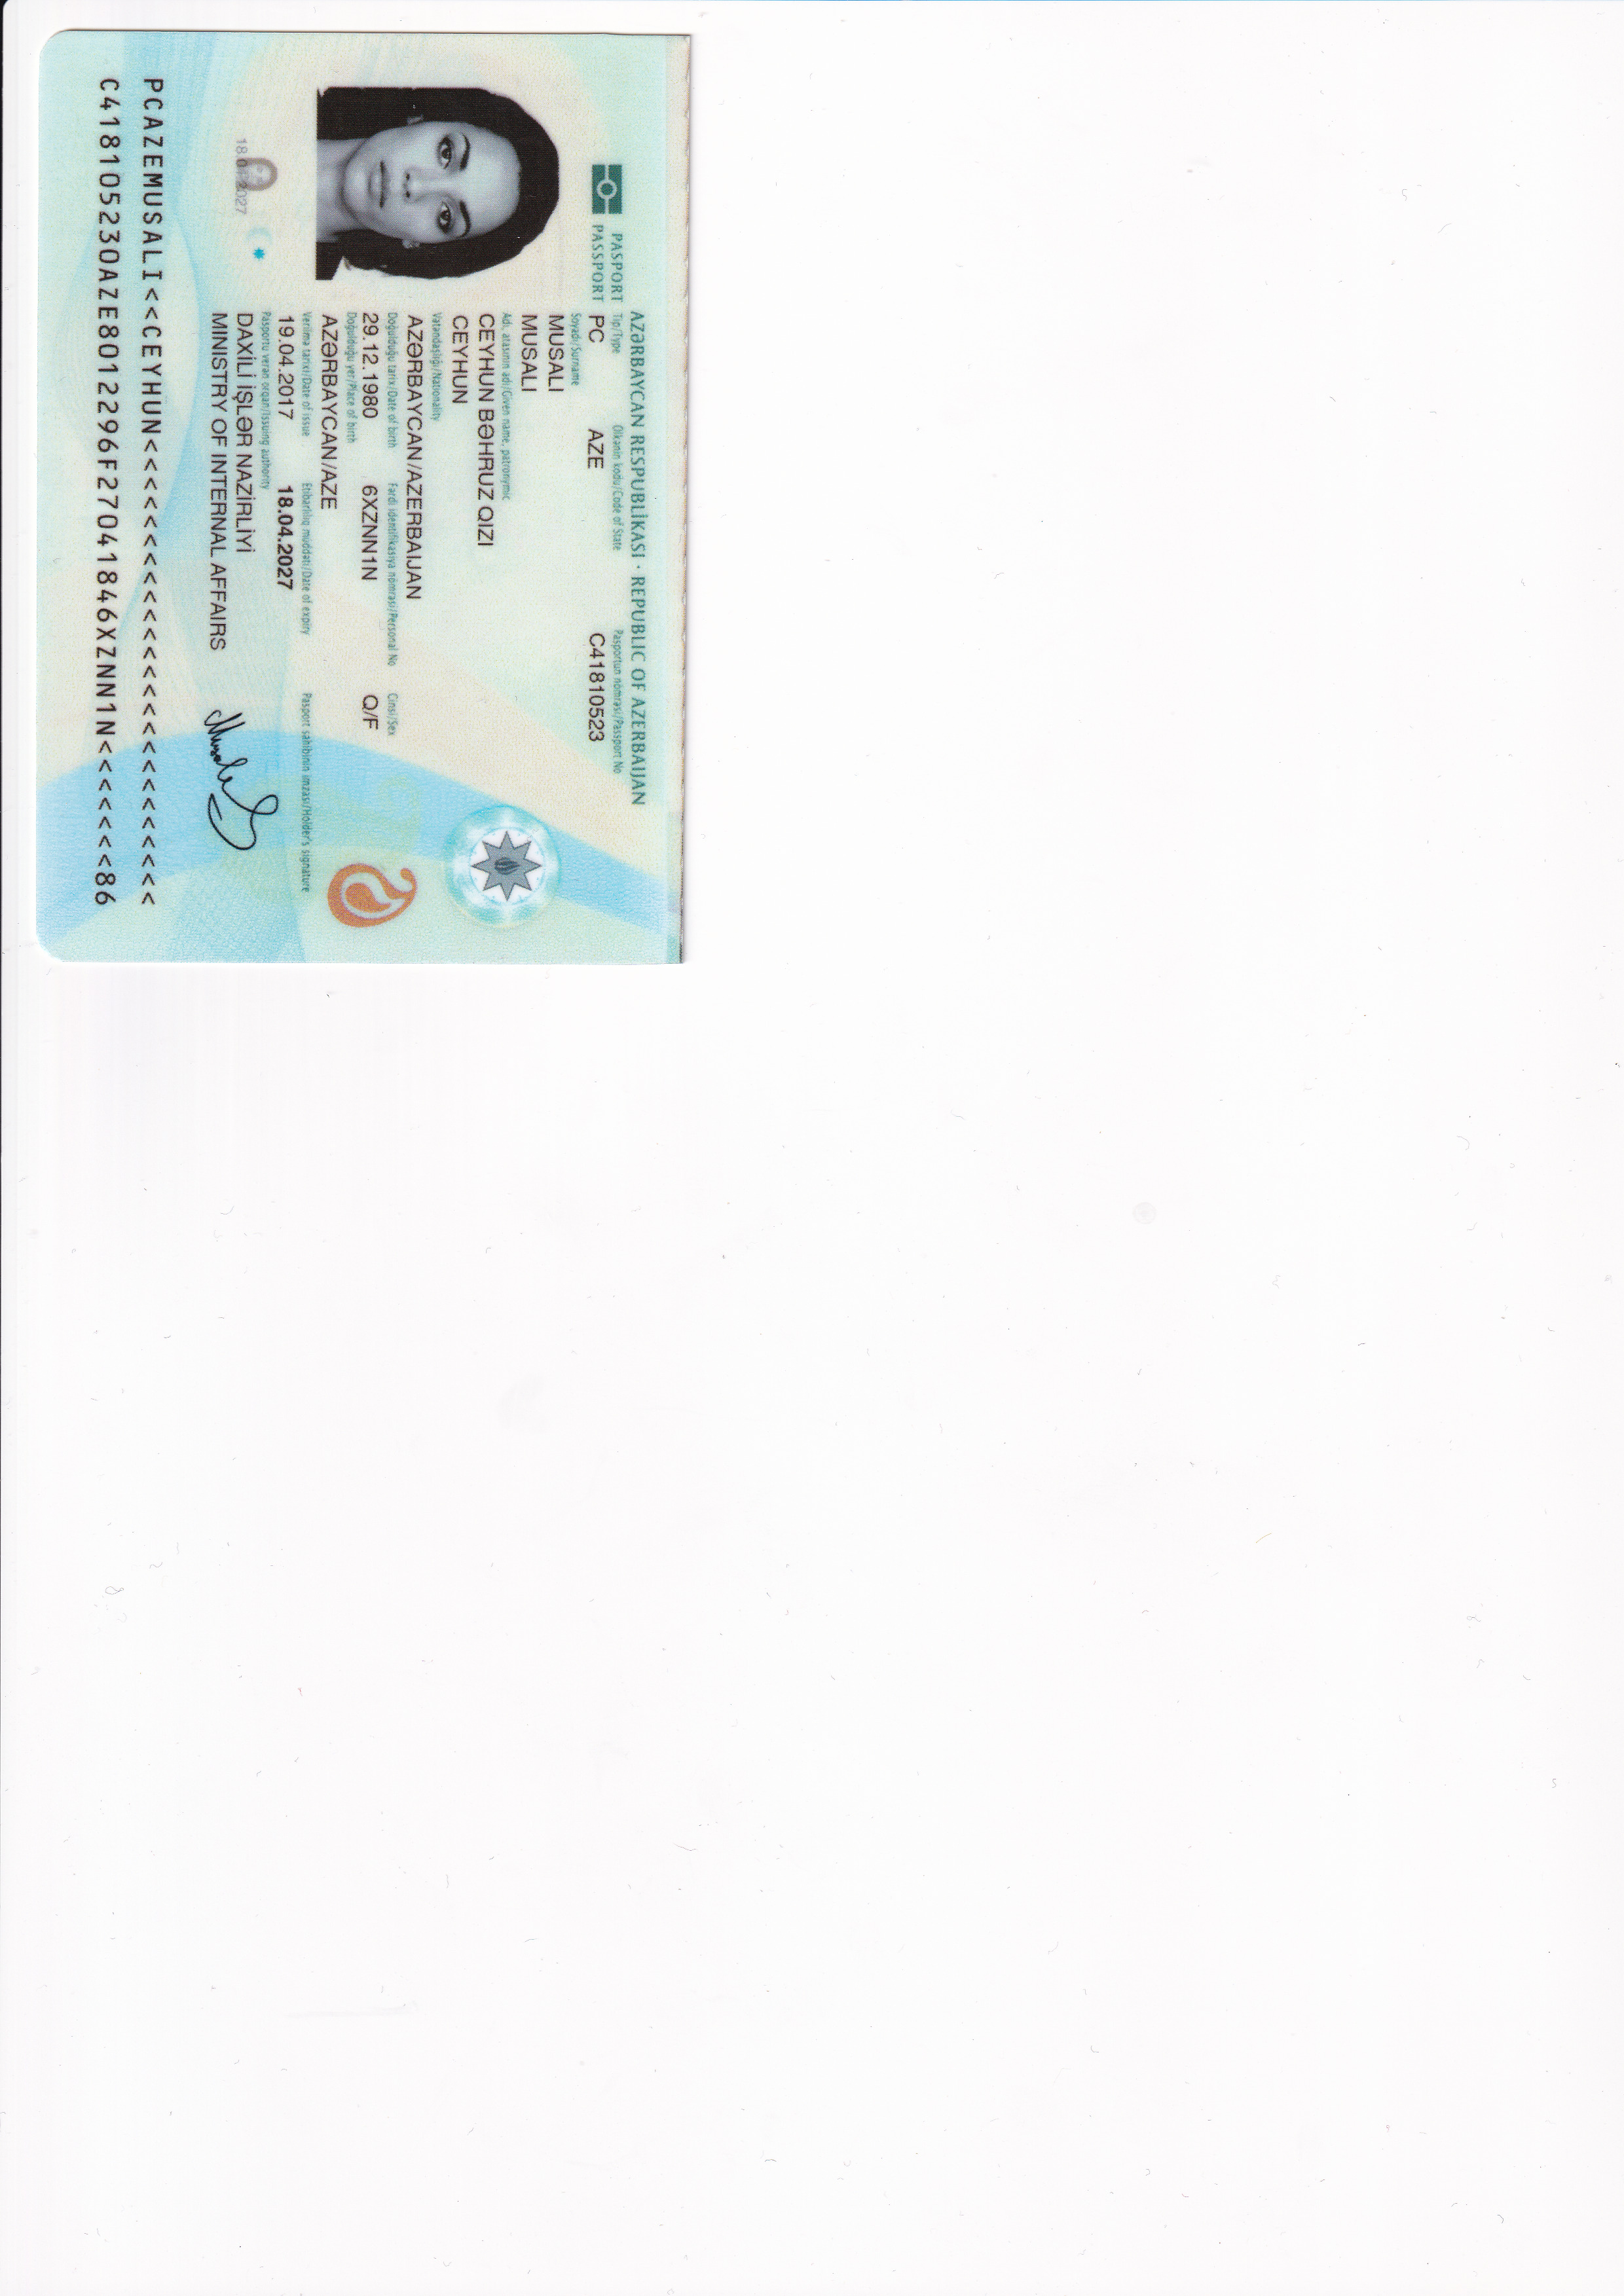 AZƏRBAYCAN RESPUBLİKASI · REPUBLIC OF AZERBAIJAN
PASPORT
PASSPORT
Tip/Type Ölkənin kodu/Code of State Pasportun nömrəsi/Passport No
PC AZE C41810523
Soyadı/Surname
MUSALI
MUSALI
Adı, atasının adı/Given name, patronymic
CEYHUN BƏHRUZ QIZI
CEYHUN
Vətəndaşlığı/Nationality
AZƏRBAYCAN/AZERBAIJAN
Doğulduğu tarix/Date of birth Fərdi identifikasiya nömrəsi/Personal No Cinsi/Sex
29.12.1980 6XZNN1N Q/F
Doğulduğu yer/Place of birth
AZƏRBAYCAN/AZE
Verilmə tarixi/Date of issue Etibarlılıq müddəti/Date of expiry Pasport sahibinin imzası/Holder's signature
19.04.2017 18.04.2027
Pasportu verən orqan/Issuing authority
DAXİLİ İŞLƏR NAZİRLİYİ
MINISTRY OF INTERNAL AFFAIRS
18.04.2027
PCAZEMUSALI<<CEYHUN<<<<<<<<<<<<<<<<<<<<<<<<<
C418105230AZE8012296F27041846XZNN1N<<<<<<<86